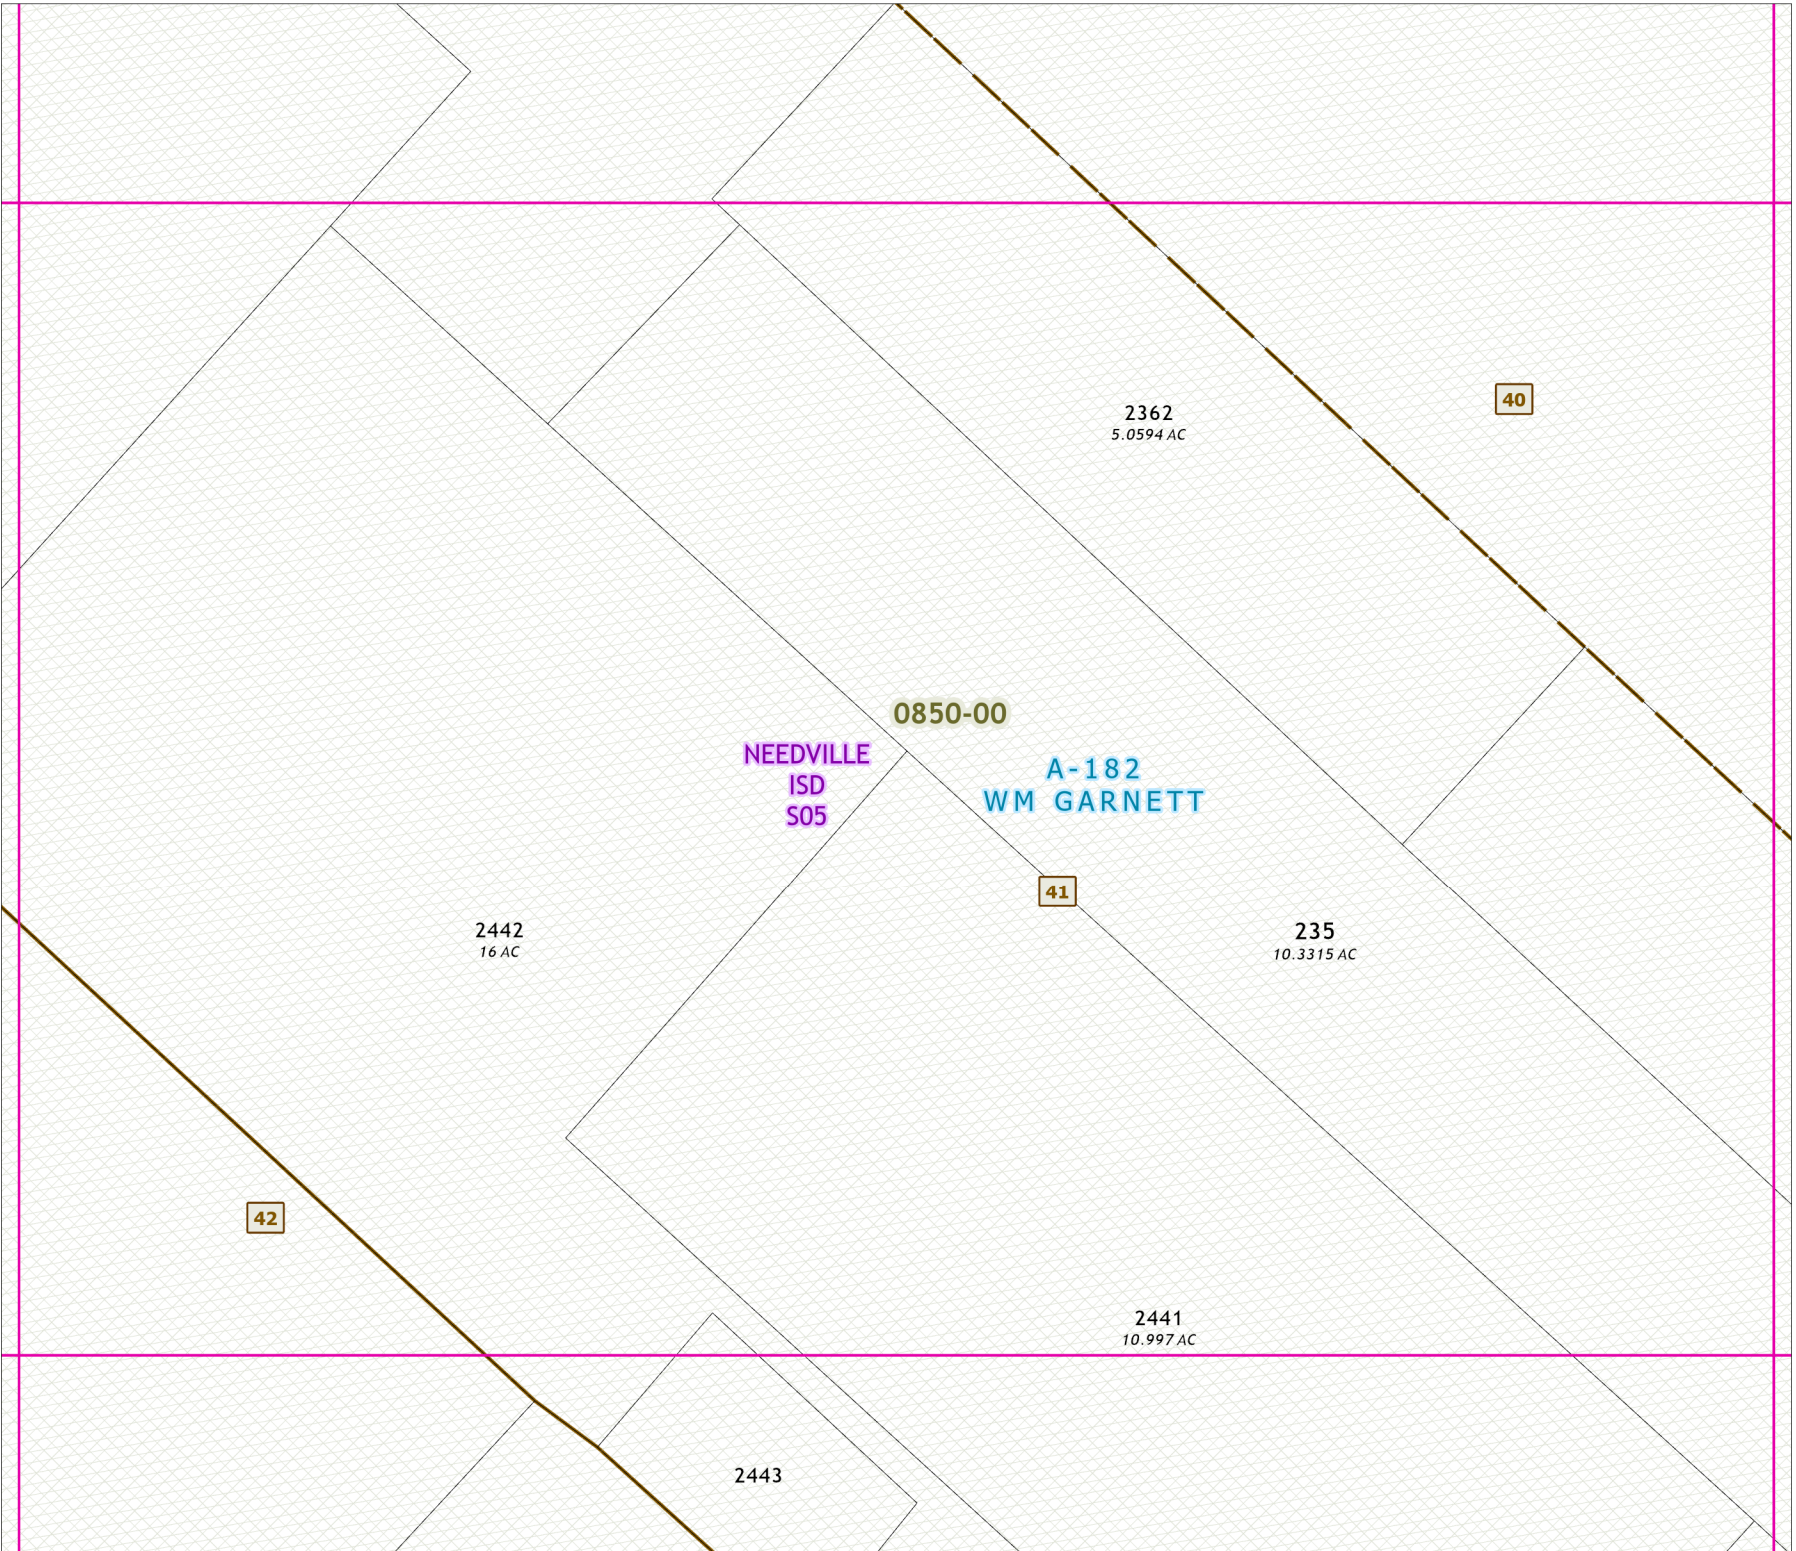 2362
5.0594 AC
40
0850-00
NEEDVILLE
ISD
S05
A-182
WM GARNETT
41
2442
16 AC
235
10.3315 AC
42
2441
10.997 AC
2443